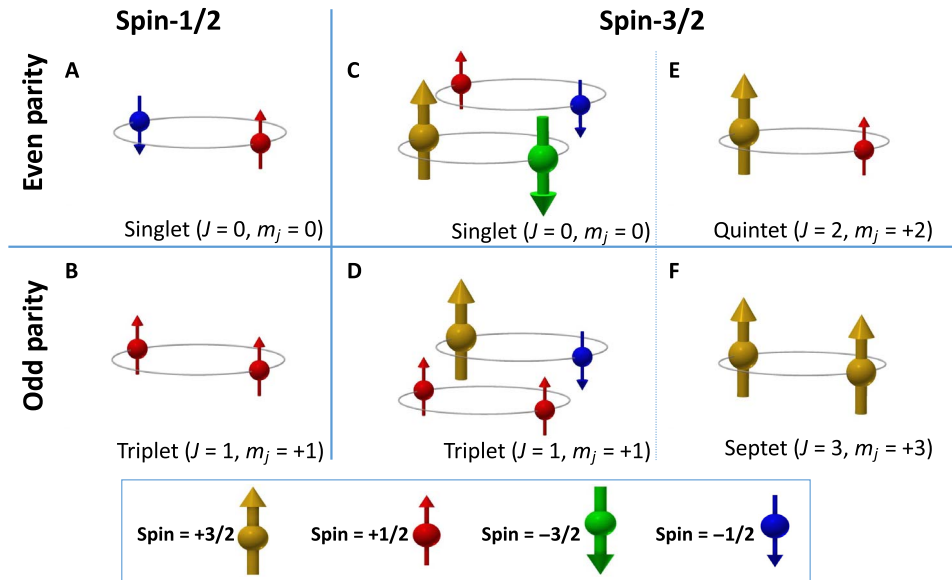 Spin-1/2
Spin-3/2
Even parity
A
C
E
Singlet (J = 0, mj = 0)
Singlet (J = 0, mj = 0)
Quintet (J = 2, mj = +2)
Odd parity
B
D
F
Triplet (J = 1, mj = +1)
Triplet (J = 1, mj = +1)
Septet (J = 3, mj = +3)
Spin = +3/2
Spin = +1/2
Spin = –3/2
Spin = –1/2